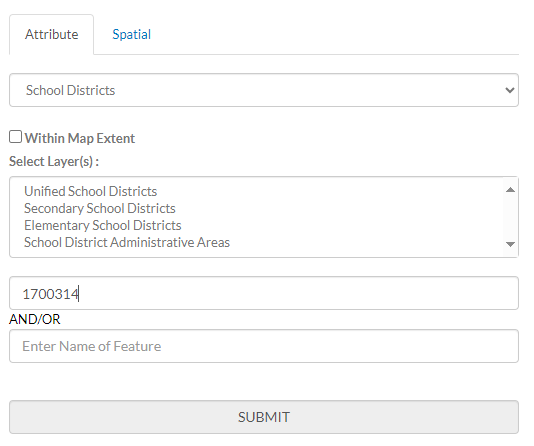 Attribute Spatial
School Districts
Within Map Extent
Select Layer(s) :
Unified School Districts
Secondary School Districts
Elementary School Districts
School District Administrative Areas
1700314
AND/OR
Enter Name of Feature
SUBMIT